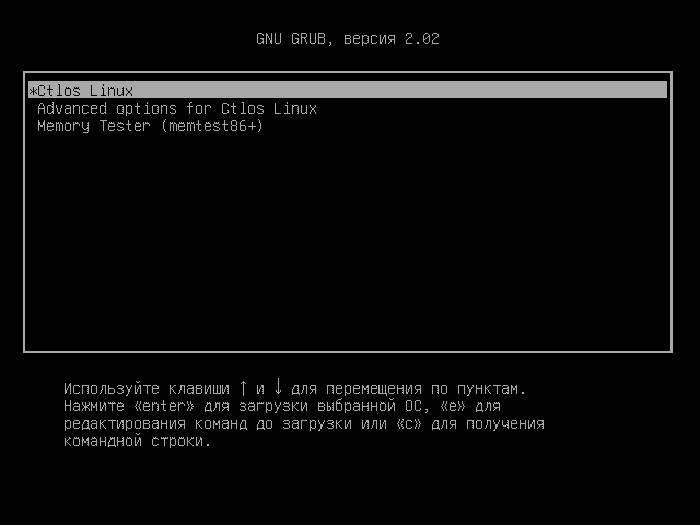 GNU GRUB, версия 2.02
*Ctlos Linux
Advanced options for Ctlos Linux
Memory Tester (memtest86+)
Используйте клавиши ↑ и ↓ для перемещения по пунктам.
Нажмите «enter» для загрузки выбранной ОС, «e» для
редактирования команд до загрузки или «c» для получения
командной строки.